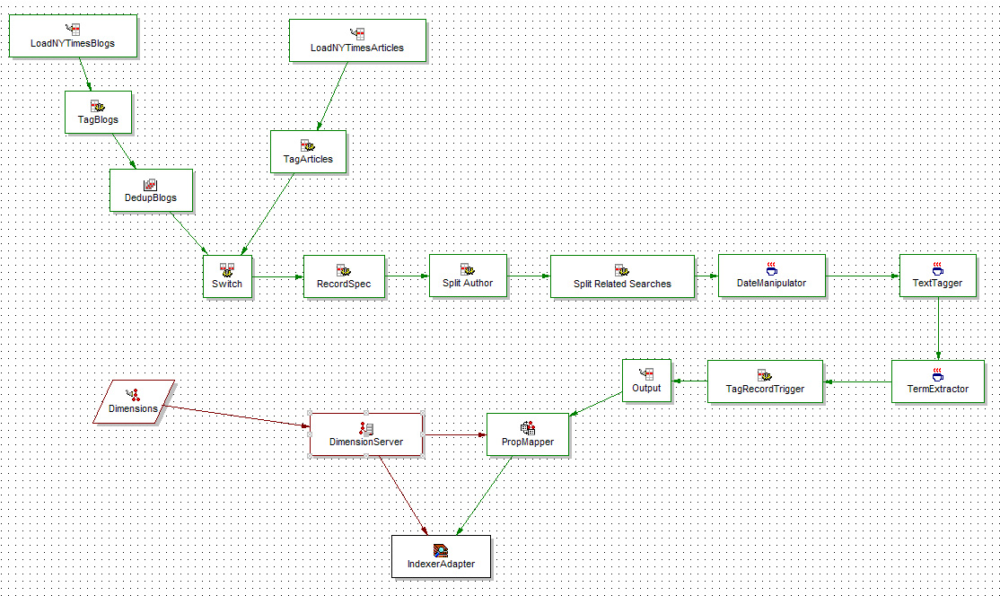 LoadNYTimesBlogs
LoadNYTimesArticles
TagBlogs
TagArticles
DedupBlogs
Switch
RecordSpec
Split Author
Split Related Searches
DateManipulator
TextTagger
Output
TagRecordTrigger
TermExtractor
Dimensions
DimensionServer
PropMapper
IndexerAdapter